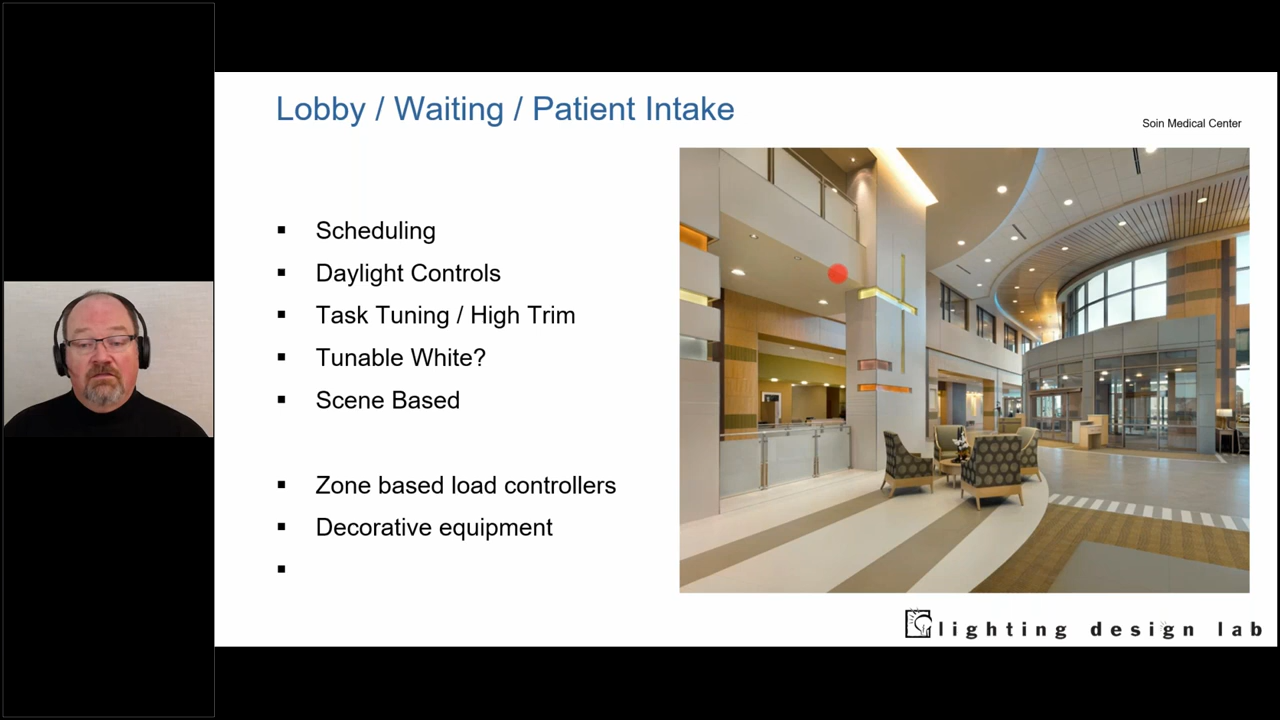 Lobby / Waiting / Patient Intake
Soin Medical Center
▪ Scheduling
▪ Daylight Controls
▪ Task Tuning / High Trim
▪ Tunable White?
▪ Scene Based
▪ Zone based load controllers
▪ Decorative equipment
▪
lighting design lab